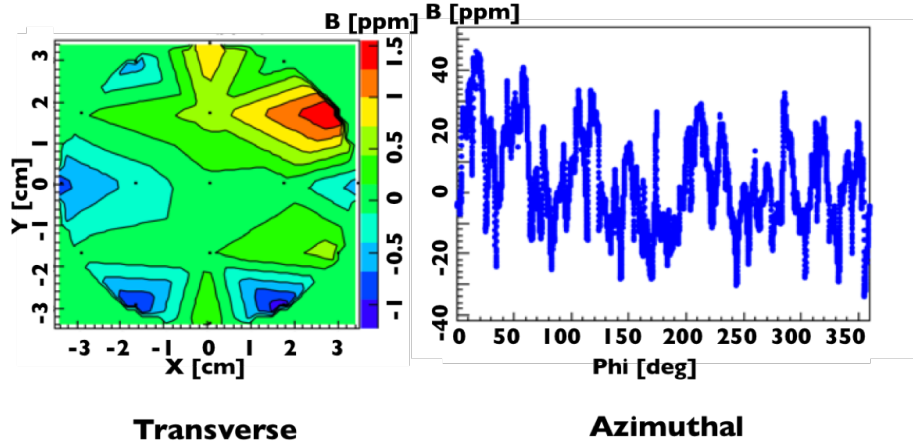 B [ppm]
B [ppm]
3
2
1
0
-1
-2
-3
Y [cm]
-3 -2 -1 0 1 2 3
X [cm]
1.5
1
0.5
0
-0.5
-1
40
20
0
-20
-40
0 50 100 150 200 250 300 350
Phi [deg]
Transverse
Azimuthal